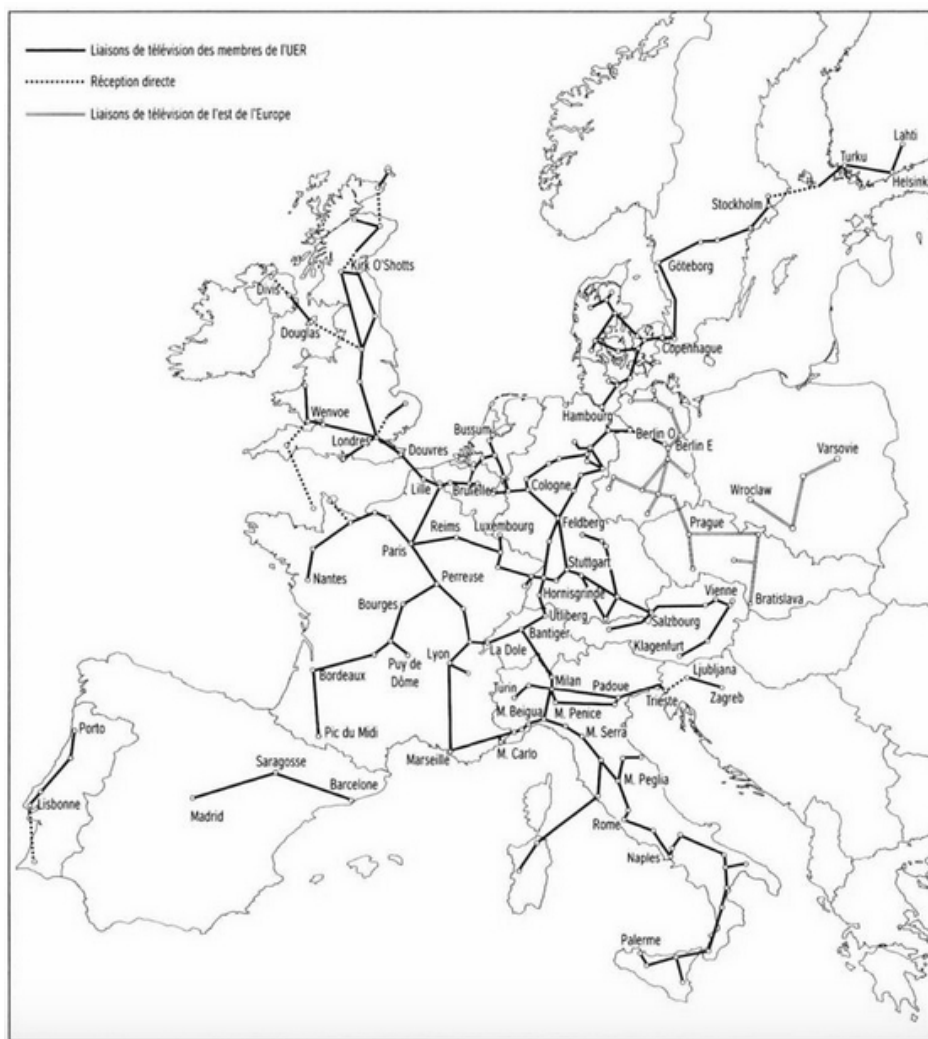 Liaisons de télévision des membres de l'UER
Réception directe
Liaisons de télévision de l'est de l'Europe
Lahti
Turku
Helsink
Stockholm
Göteborg
Kirk O'Shotts
Divis
Douglas
Copenhague
Hambourg
Wenvoe
Bussum
Berlin O
Londres
Douvres
Berlin E
Varsovie
Lille
Bruxelles
Cologne
Wroclaw
Reims
Luxembourg
Feldberg
Prague
Paris
Nantes
Perreuse
Stuttgart
Hornisgrinde
Vienne
Bratislava
Bourges
Utliberg
Salzbourg
Bantiger
Klagenfurt
Lyon
La Dole
Puy de
Dôme
Bordeaux
Milan
Ljubljana
Turin
Padoue
Trieste
Zagreb
M. Beigua
M. Penice
Porto
Pic du Midi
M. Serra
Marseille
M. Carlo
Saragosse
Barcelone
M. Peglia
Lisbonne
Madrid
Rome
Naples
Palerme